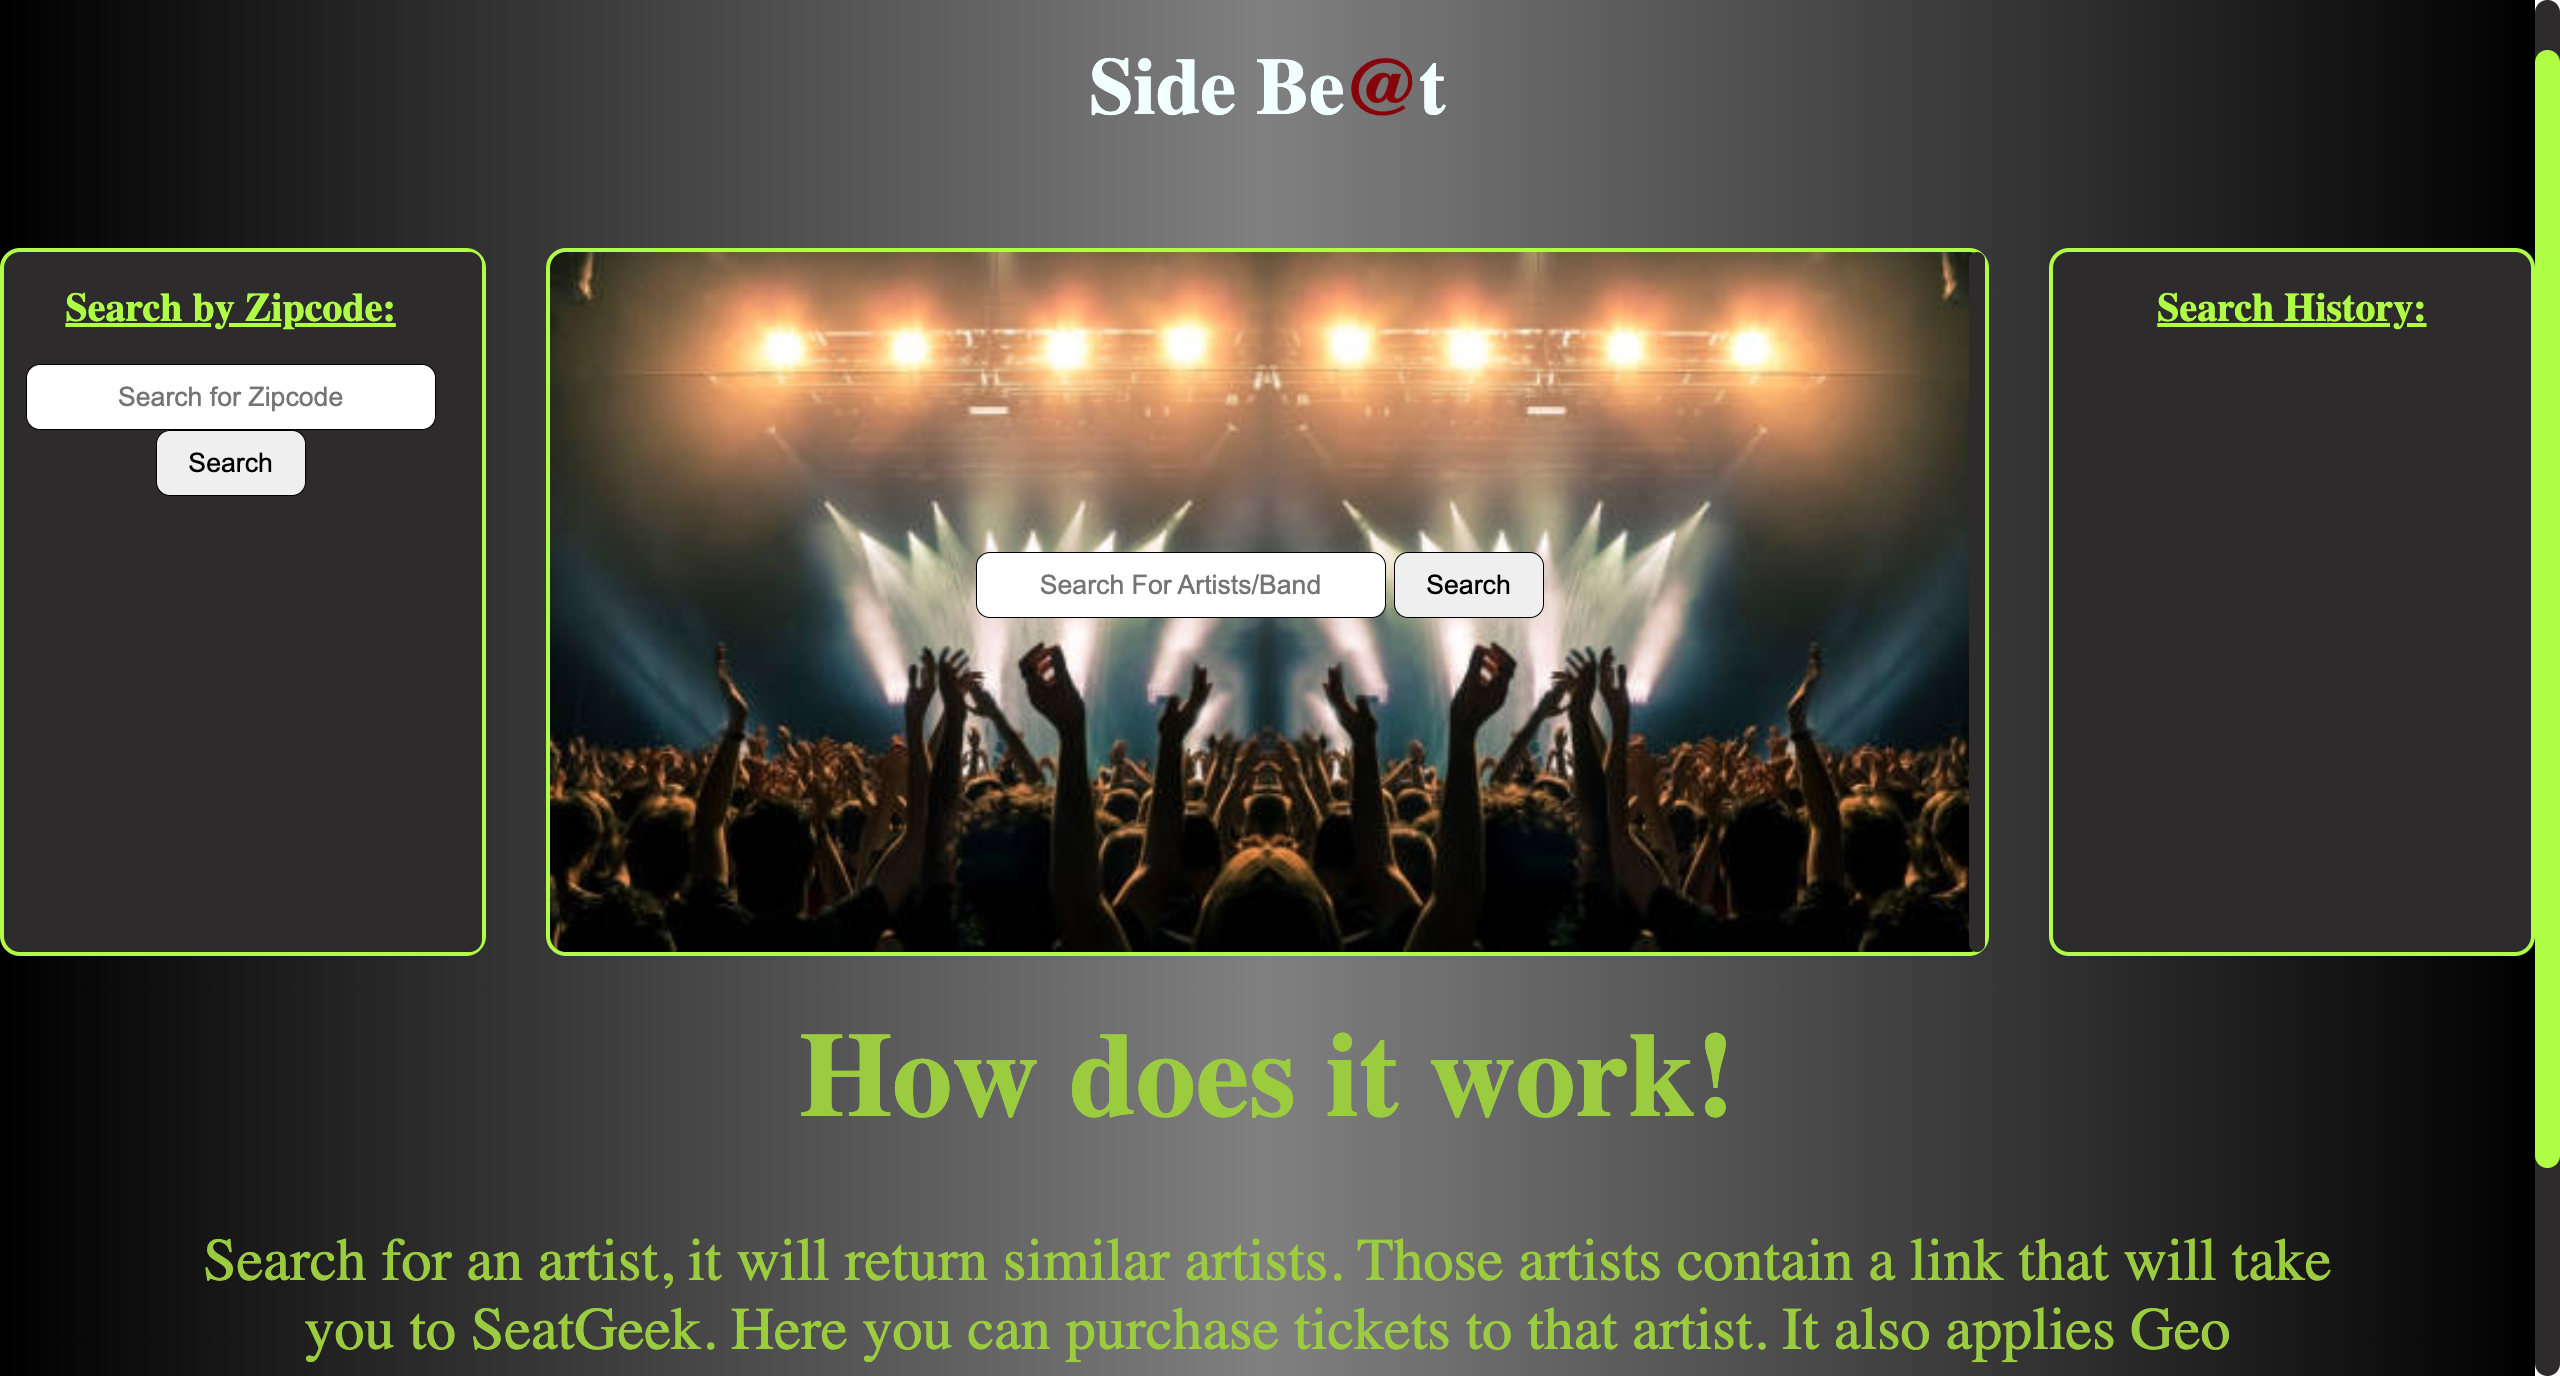 Side Be@t
Search by Zipcode:
Search for Zipcode
Search
Search For Artists/Band
Search
Search History:
How does it work!
Search for an artist, it will return similar artists. Those artists contain a link that will take
you to SeatGeek. Here you can purchase tickets to that artist. It also applies Geo